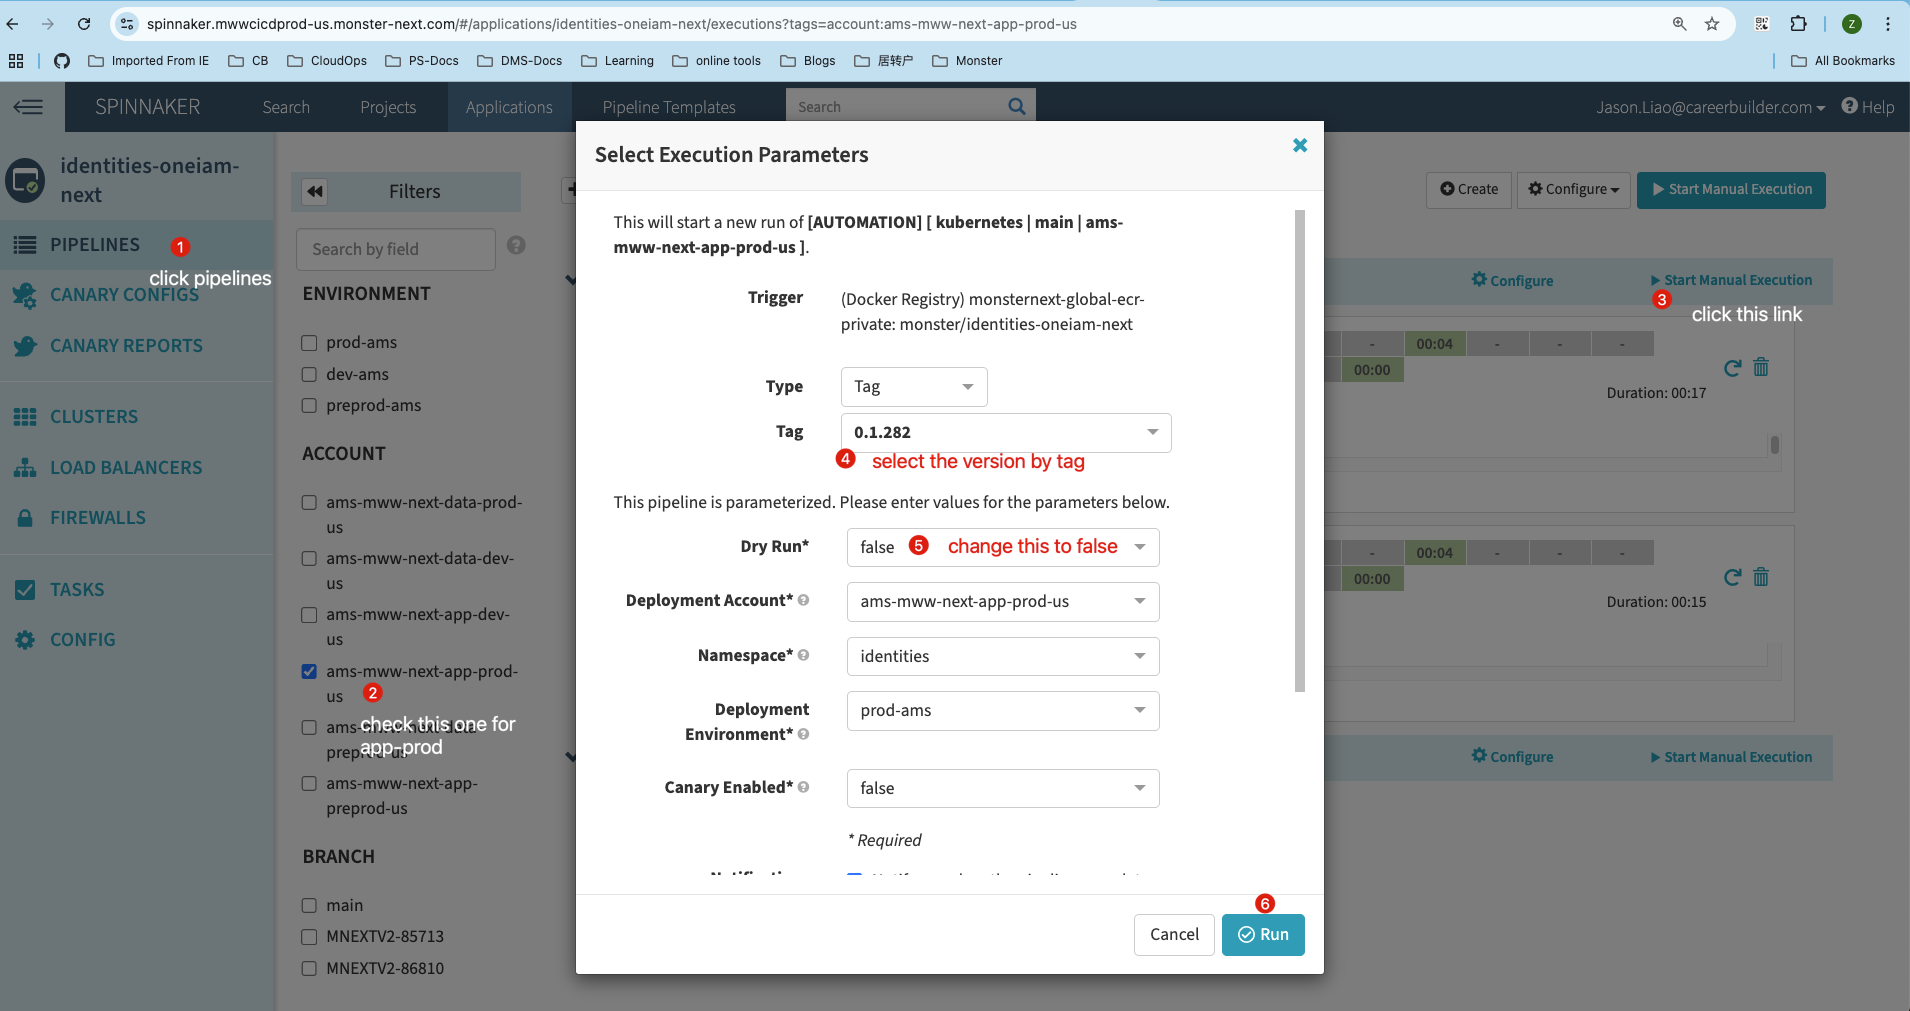 spinnaker.mwwcicdprod-us.monster-next.com/#/applications/identities-oneiam-next/executions?tags=account:ams-mww-next-app-prod-us
Z
Imported From IE
CB
CloudOps
PS-Docs
DMS-Docs
Learning
online tools
Blogs
居转户
Monster
All Bookmarks
SPINNAKER
Search
Projects
Applications
Pipeline Templates
Search
Jason.Liao@careerbuilder.com
Help
identities-oneiam-
next
PIPELINES
1
click pipelines
CANARY CONFIGS
CANARY REPORTS
CLUSTERS
LOAD BALANCERS
FIREWALLS
TASKS
CONFIG
Filters
Search by field
ENVIRONMENT
prod-ams
dev-ams
preprod-ams
ACCOUNT
ams-mww-next-data-prod-
us
ams-mww-next-data-dev-
us
ams-mww-next-app-dev-
us
ams-mww-next-app-prod-
us
2
check this one for
app-prod
ams-mww-next-data-
preprod-us
ams-mww-next-app-
preprod-us
BRANCH
main
MNEXTV2-85713
MNEXTV2-86810
Select Execution Parameters
This will start a new run of [AUTOMATION] [ kubernetes | main | ams-
mww-next-app-prod-us ].
Trigger
(Docker Registry) monsternext-global-ecr-
private: monster/identities-oneiam-next
Type
Tag
Tag
0.1.282
4
select the version by tag
This pipeline is parameterized. Please enter values for the parameters below.
Dry Run*
false
5
change this to false
Deployment Account*
ams-mww-next-app-prod-us
Namespace*
identities
Deployment
Environment*
prod-ams
Canary Enabled*
false
* Required
6
Cancel
Run
Create
Configure
Start Manual Execution
Configure
Start Manual Execution
3
click this link
-
00:04
-
-
-
00:00
Duration: 00:17
-
00:04
-
-
-
00:00
Duration: 00:15
Configure
Start Manual Execution